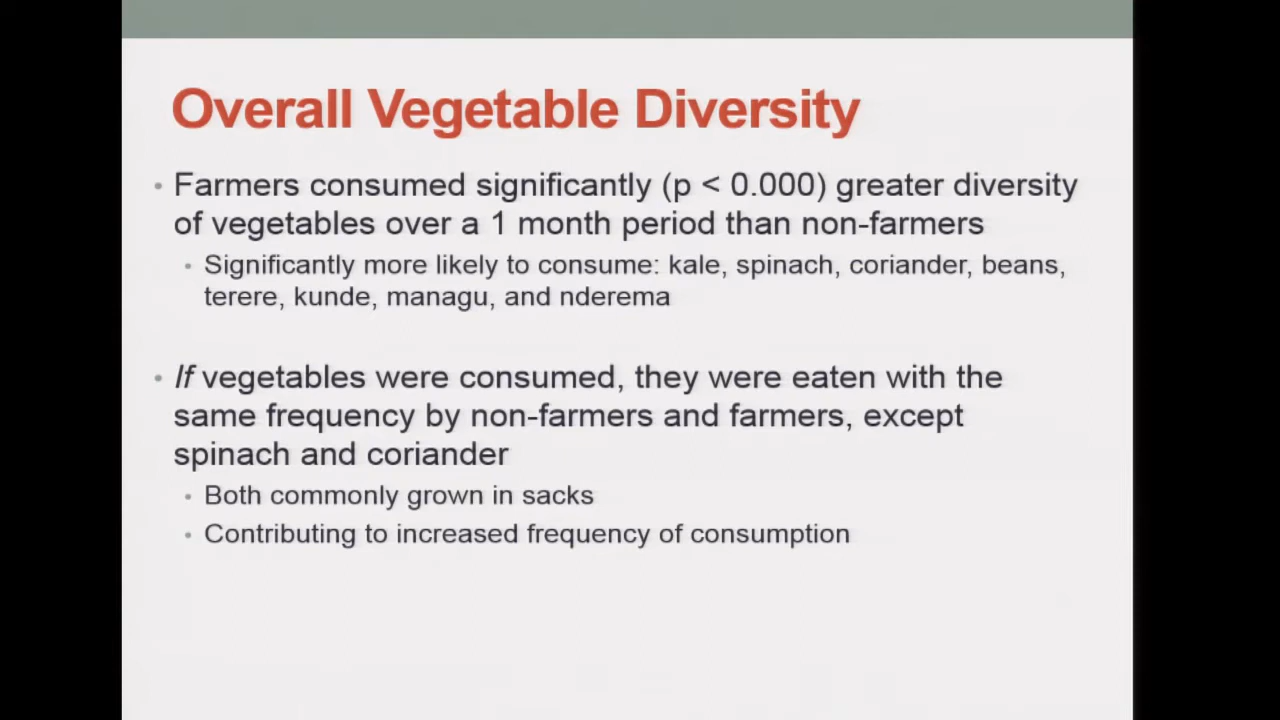 Overall Vegetable Diversity
• Farmers consumed significantly (p < 0.000) greater diversity
of vegetables over a 1 month period than non-farmers
• Significantly more likely to consume: kale, spinach, coriander, beans,
terere, kunde, managu, and nderema
• If vegetables were consumed, they were eaten with the
same frequency by non-farmers and farmers, except
spinach and coriander
• Both commonly grown in sacks
• Contributing to increased frequency of consumption